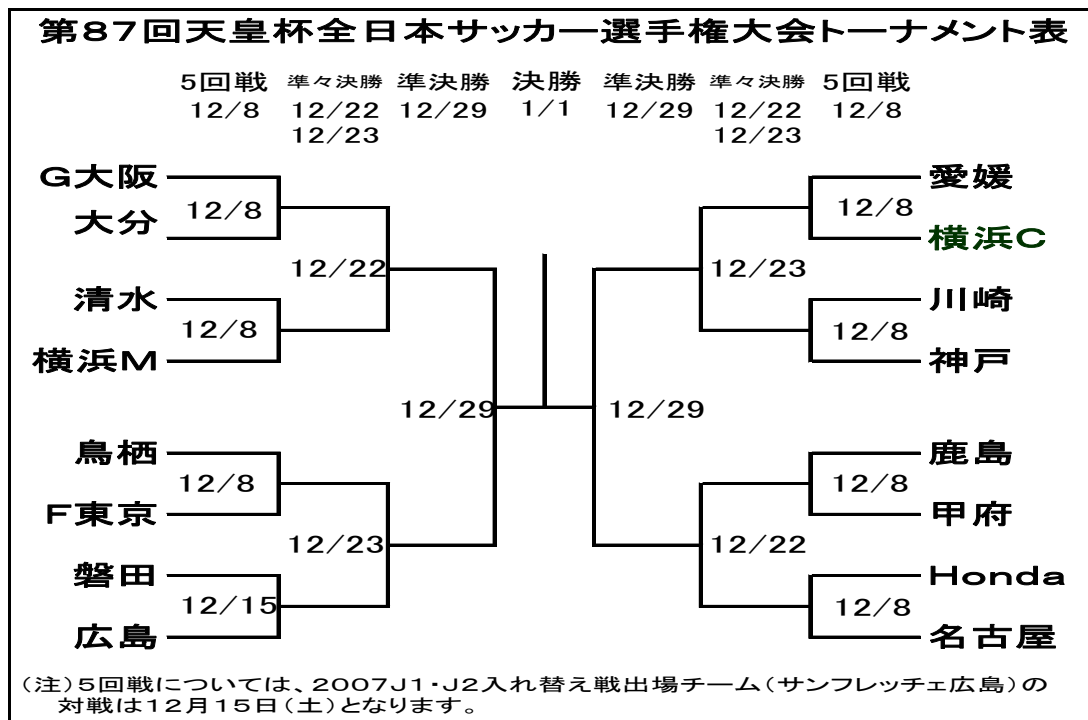 第87回天皇杯全日本サッカー選手権大会トーナメント表
5回戦 準々決勝 準決勝 決勝 準決勝 準々決勝 5回戦
12/8 12/22 12/29 1/1 12/29 12/22 12/8
12/23 12/23
G大阪
12/8
大分
12/22
清水
12/8
横浜M
12/29
鳥栖
12/8
F東京
12/23
磐田
12/15
広島
愛媛
12/8
横浜C
12/23
川崎
12/8
神戸
12/29
鹿島
12/8
甲府
12/22
Honda
12/8
名古屋
(注)5回戦については、2007J1・J2入れ替え戦出場チーム(サンフレッチェ広島)の
対戦は12月15日(土)となります。